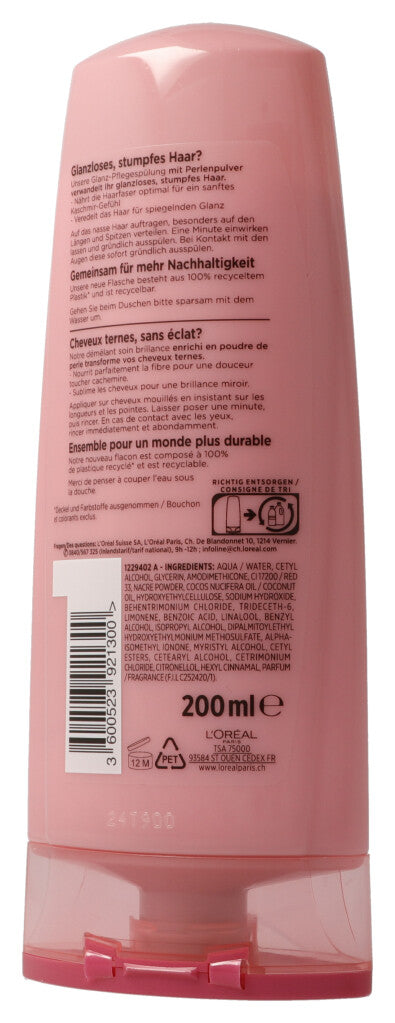 Glanzloses, stumpfes Haar?
Unsere Glanz-Pflegespülung mit Perlenpulver
verwandelt Ihr glanzloses, stumpfes Haar.
- Nährt die Haarfaser optimal für ein sanftes
Kaschmir-Gefühl
- Veredelt das Haar für spiegelnden Glanz
Auf das nasse Haar auftragen, besonders auf den
Längen und Spitzen verteilen. Eine Minute einwirken
lassen und gründlich ausspülen. Bei Kontakt mit den
Augen diese sofort gründlich ausspülen.
Gemeinsam für mehr Nachhaltigkeit
Unsere neue Flasche besteht aus 100% recyceltem
Plastik* und ist recycelbar.
Gehen Sie beim Duschen bitte sparsam mit dem
Wasser um.
Cheveux ternes, sans éclat?
Notre démêlant soin brillance enrichi en poudre de
perle transforme vos cheveux ternes.
- Nourrit parfaitement la fibre pour une douceur
toucher cachemire.
- Sublime les cheveux pour une brillance miroir.
Appliquer sur cheveux mouillés en insistant sur les
longueurs et les pointes. Laisser poser une minute,
puis rincer. En cas de contact avec les yeux,
rincer immédiatement et abondamment.
Ensemble pour un monde plus durable
Notre nouveau flacon est composé à 100%
de plastique recyclé* et est recyclable.
Merci de penser à couper l'eau sous
la douche.
*Deckel und Farbstoffe ausgenommen / Bouchon
et colorants exclus.
RICHTIG ENTSORGEN /
CONSIGNE DE TRI
Fragen/Des questions: L'Oréal Suisse SA, L'Oréal Paris, Ch. De Blandonnet 10, 1214 Vernier.
0840/567 325 (Inlandstarif/tarif national), 9h -12h ; infoline@ch.loreal.com
1229402 A - INGREDIENTS: AQUA / WATER, CETYL
ALCOHOL, GLYCERIN, AMODIMETHICONE, CI 17200 / RED
33, NACRE POWDER, COCOS NUCIFERA OIL / COCONUT
OIL, HYDROXYETHYLCELLULOSE, SODIUM HYDROXIDE,
BEHENTRIMONIUM CHLORIDE, TRIDECETH-6,
LIMONENE, BENZOIC ACID, LINALOOL, BENZYL
ALCOHOL, ISOPROPYL ALCOHOL, DIPALMITOYLETHYL
HYDROXYETHYLMONIUM METHOSULFATE, ALPHA-
ISOMETHYL IONONE, MYRISTYL ALCOHOL, CETYL
ESTERS, CETEARYL ALCOHOL, CETRIMONIUM
CHLORIDE, CITRONELLOL, HEXYL CINNAMAL, PARFUM
/ FRAGRANCE (F.I.L C252420/1).
1
3 600523 921300 >
200 ml e
12 M
PET
L'ORÉAL
PARIS
TSA 75000
93584 ST OUEN CEDEX FR
www.lorealparis.ch
24T900